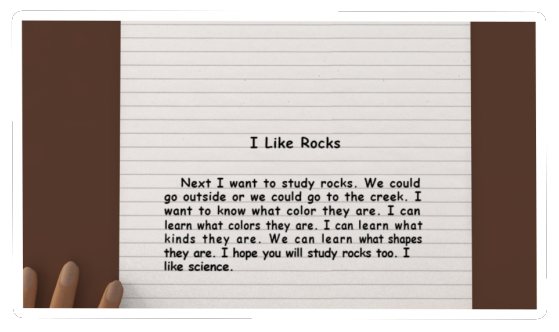 I Like Rocks
Next I want to study rocks. We could
go outside or we could go to the creek. I
want to know what color they are. I can
learn what colors they are. I can learn what
kinds they are. We can learn what shapes
they are. I hope you will study rocks too. I
like science.